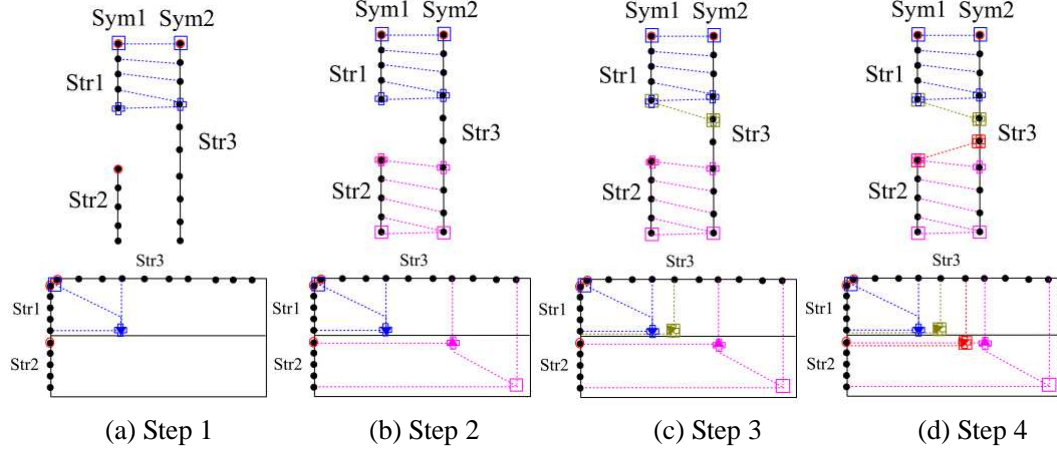 Sym1 Sym2 Sym1 Sym2 Sym1 Sym2 Sym1 Sym2
Str1 Str1 Str1 Str1
Str3 Str3 Str3 Str3
Str2 Str2 Str2 Str2
Str3 Str3 Str3 Str3
Str1 Str1 Str1 Str1
Str2 Str2 Str2 Str2
(a) Step 1 (b) Step 2 (c) Step 3 (d) Step 4